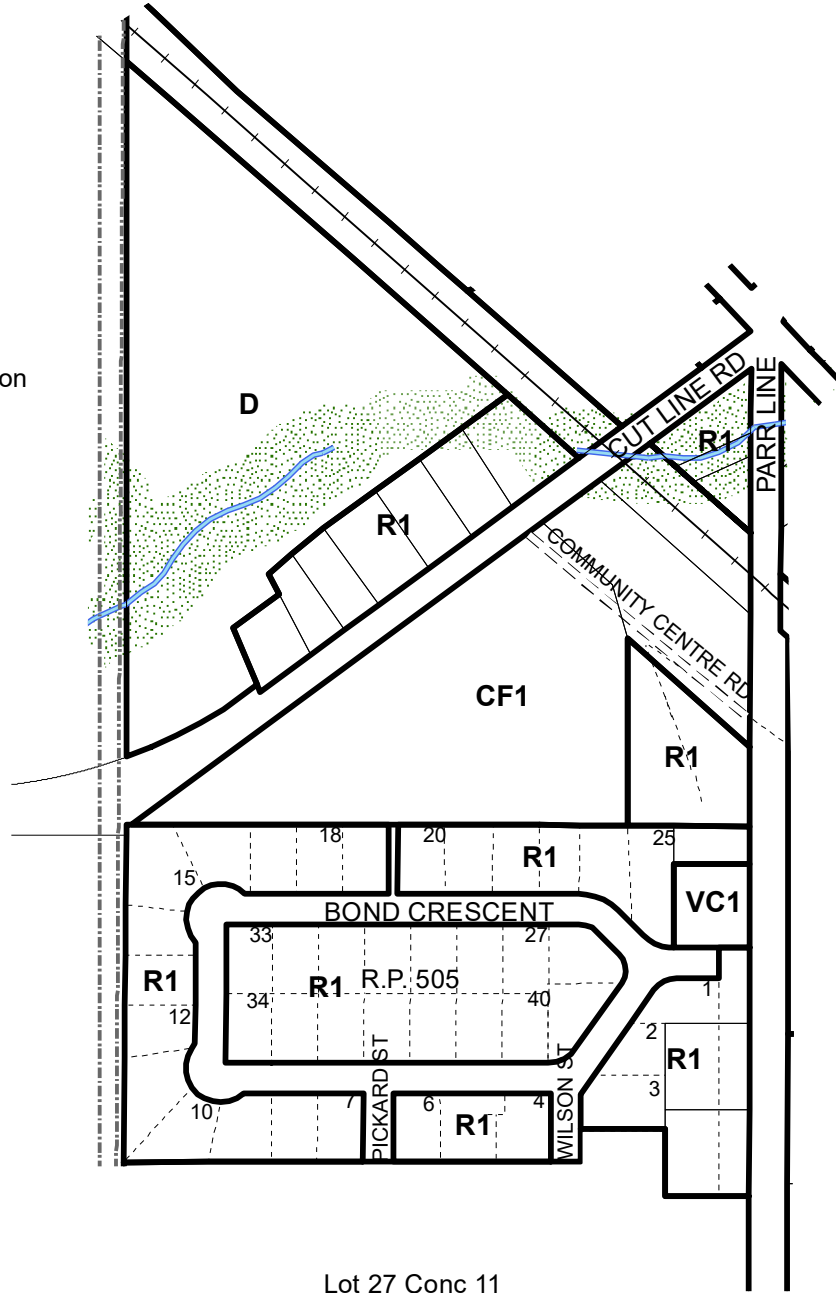 CUT LINE RD
PARR LINE
on
D
R1
R1
COMMUNITY CENTRE RD
CF1
R1
18
20
25
R1
15
VC1
BOND CRESCENT
33
27
R1
R1
R.P. 505
34
40
1
12
2
R1
3
PICKARD ST
WILSON ST
10
7
6
4
R1
Lot 27 Conc 11